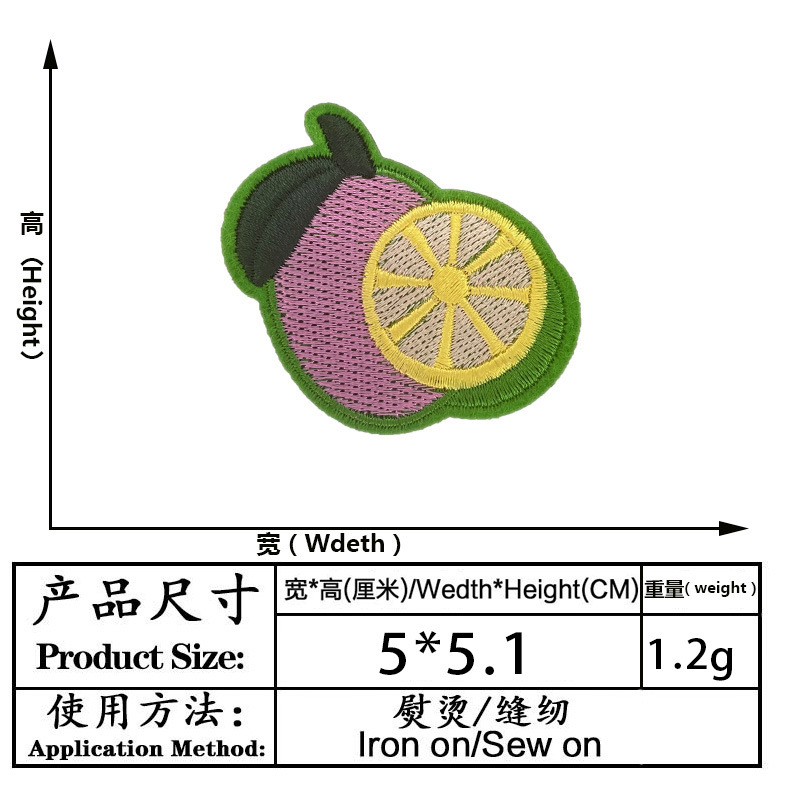 高（Height）
宽（Wdeth）
产品尺寸
Product Size:
宽*高(厘米)/Wedth*Height(CM)
重量( weight )
5*5.1
1.2g
使用方法:
Application Method:
熨烫/缝纫
Iron on/Sew on